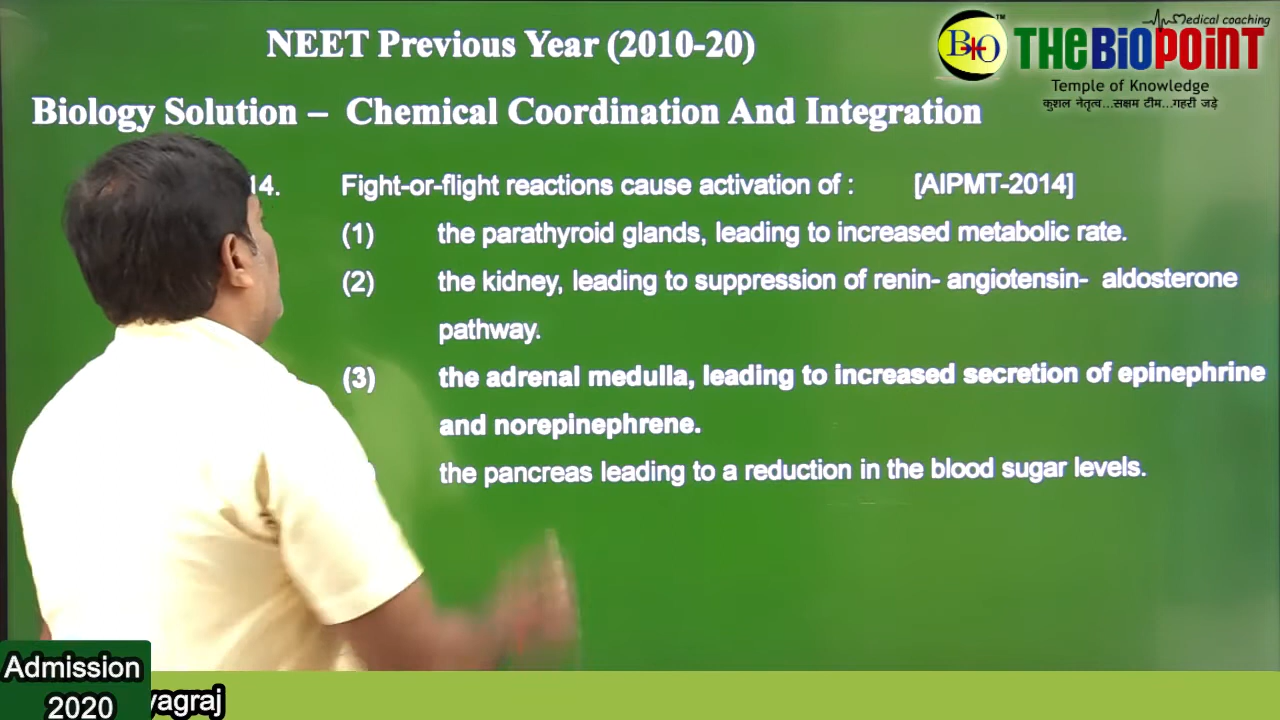 NEET Previous Year (2010-20)
Medical coaching
B+O THE BIO POINT
TM
Temple of Knowledge
कुशल नेतृत्व...सक्षम टीम...गहरी जड़े
Biology Solution – Chemical Coordination And Integration
14. Fight-or-flight reactions cause activation of : [AIPMT-2014]
(1) the parathyroid glands, leading to increased metabolic rate.
(2) the kidney, leading to suppression of renin- angiotensin- aldosterone
pathway.
(3) the adrenal medulla, leading to increased secretion of epinephrine
and norepinephrene.
the pancreas leading to a reduction in the blood sugar levels.
Admission
2020
yagraj